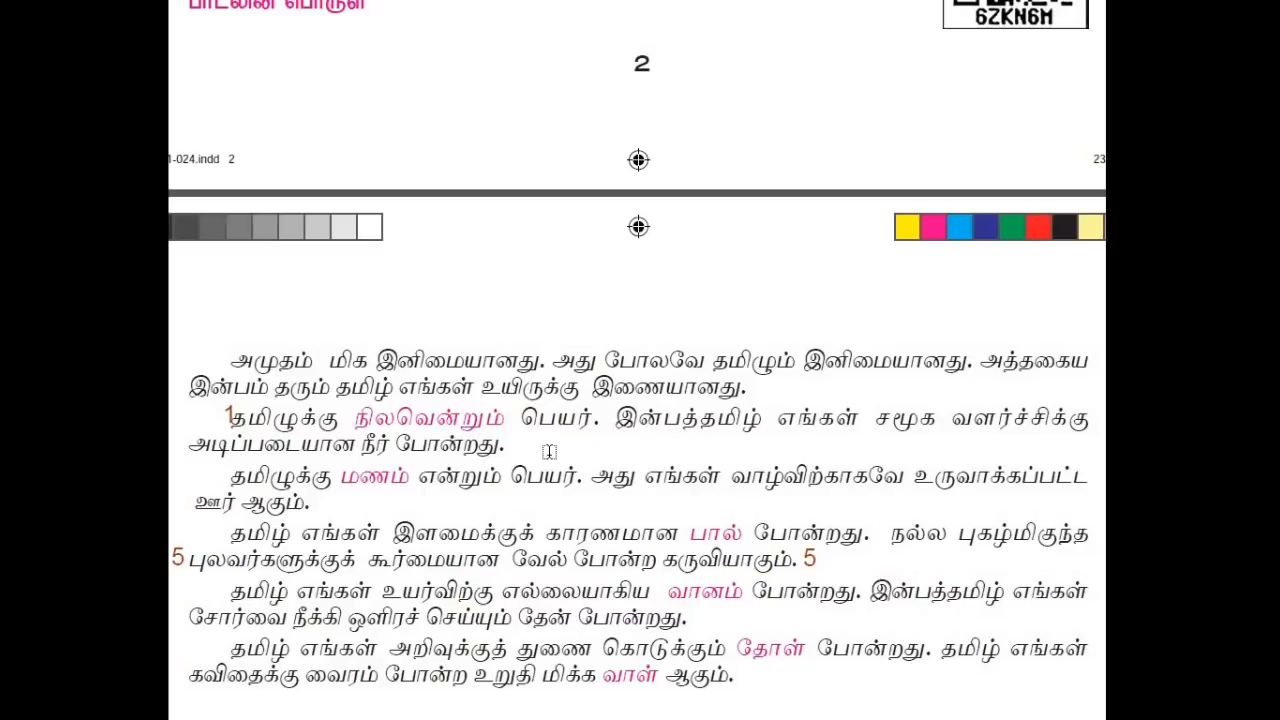 பாடலின் பொருள்
6ZKN6M
2
1-024.indd 2
23
அமுதம் மிக இனிமையானது. அது போலவே தமிழும் இனிமையானது. அத்தகைய
இன்பம் தரும் தமிழ் எங்கள் உயிருக்கு இணையானது.
1தமிழுக்கு நிலவென்றும் பெயர். இன்பத்தமிழ் எங்கள் சமூக வளர்ச்சிக்கு
அடிப்படையான நீர் போன்றது.
தமிழுக்கு மணம் என்றும் பெயர். அது எங்கள் வாழ்விற்காகவே உருவாக்கப்பட்ட
ஊர் ஆகும்.
தமிழ் எங்கள் இளமைக்குக் காரணமான பால் போன்றது. நல்ல புகழ்மிகுந்த
5 புலவர்களுக்குக் கூர்மையான வேல் போன்ற கருவியாகும். 5
தமிழ் எங்கள் உயர்விற்கு எல்லையாகிய வானம் போன்றது. இன்பத்தமிழ் எங்கள்
சோர்வை நீக்கி ஒளிரச் செய்யும் தேன் போன்றது.
தமிழ் எங்கள் அறிவுக்குத் துணை கொடுக்கும் தோள் போன்றது. தமிழ் எங்கள்
கவிதைக்கு வைரம் போன்ற உறுதி மிக்க வாள் ஆகும்.